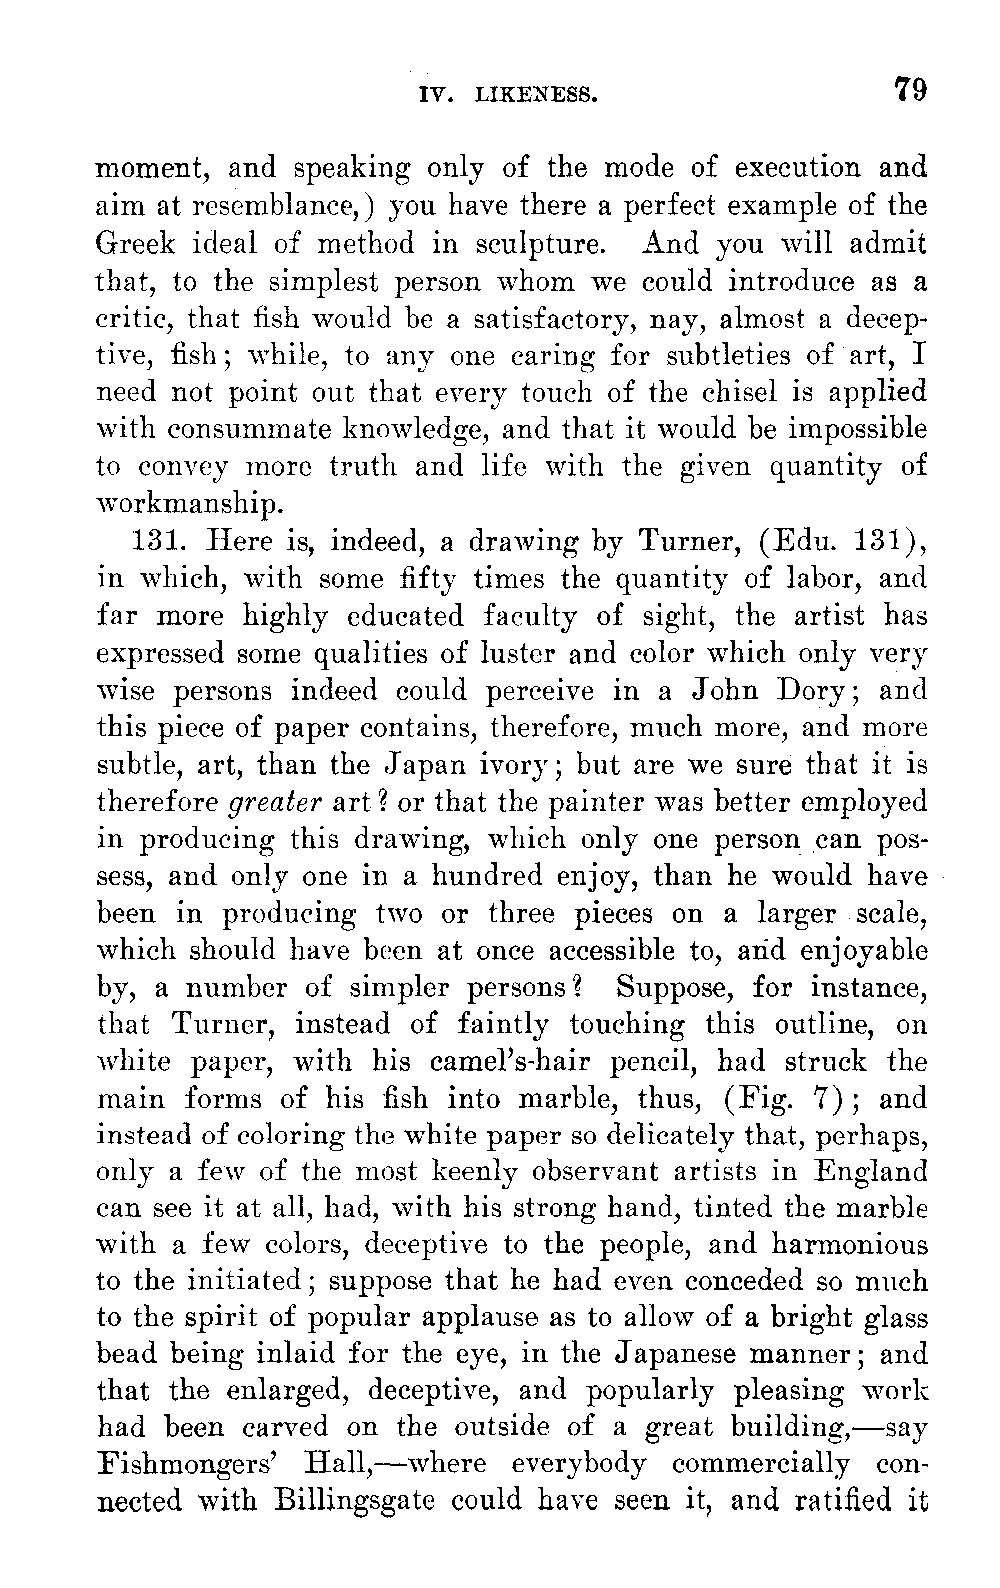 IV. LIKENESS. 79
moment, and speaking only of the mode of execution and
aim at resemblance,) you have there a perfect example of the
Greek ideal of method in sculpture. And you will admit
that, to the simplest person whom we could introduce as a
critic, that fish would be a satisfactory, nay, almost a decep-
tive, fish; while, to any one caring for subtleties of art, I
need not point out that every touch of the chisel is applied
with consummate knowledge, and that it would be impossible
to convey more truth and life with the given quantity of
workmanship.
131. Here is, indeed, a drawing by Turner, (Edu. 131),
in which, with some fifty times the quantity of labor, and
far more highly educated faculty of sight, the artist has
expressed some qualities of luster and color which only very
wise persons indeed could perceive in a John Dory; and
this piece of paper contains, therefore, much more, and more
subtle, art, than the Japan ivory; but are we sure that it is
therefore greater art? or that the painter was better employed
in producing this drawing, which only one person can pos-
sess, and only one in a hundred enjoy, than he would have
been in producing two or three pieces on a larger scale,
which should have been at once accessible to, and enjoyable
by, a number of simpler persons? Suppose, for instance,
that Turner, instead of faintly touching this outline, on
white paper, with his camel's-hair pencil, had struck the
main forms of his fish into marble, thus, (Fig. 7); and
instead of coloring the white paper so delicately that, perhaps,
only a few of the most keenly observant artists in England
can see it at all, had, with his strong hand, tinted the marble
with a few colors, deceptive to the people, and harmonious
to the initiated; suppose that he had even conceded so much
to the spirit of popular applause as to allow of a bright glass
bead being inlaid for the eye, in the Japanese manner; and
that the enlarged, deceptive, and popularly pleasing work
had been carved on the outside of a great building,—say
Fishmongers' Hall,—where everybody commercially con-
nected with Billingsgate could have seen it, and ratified it